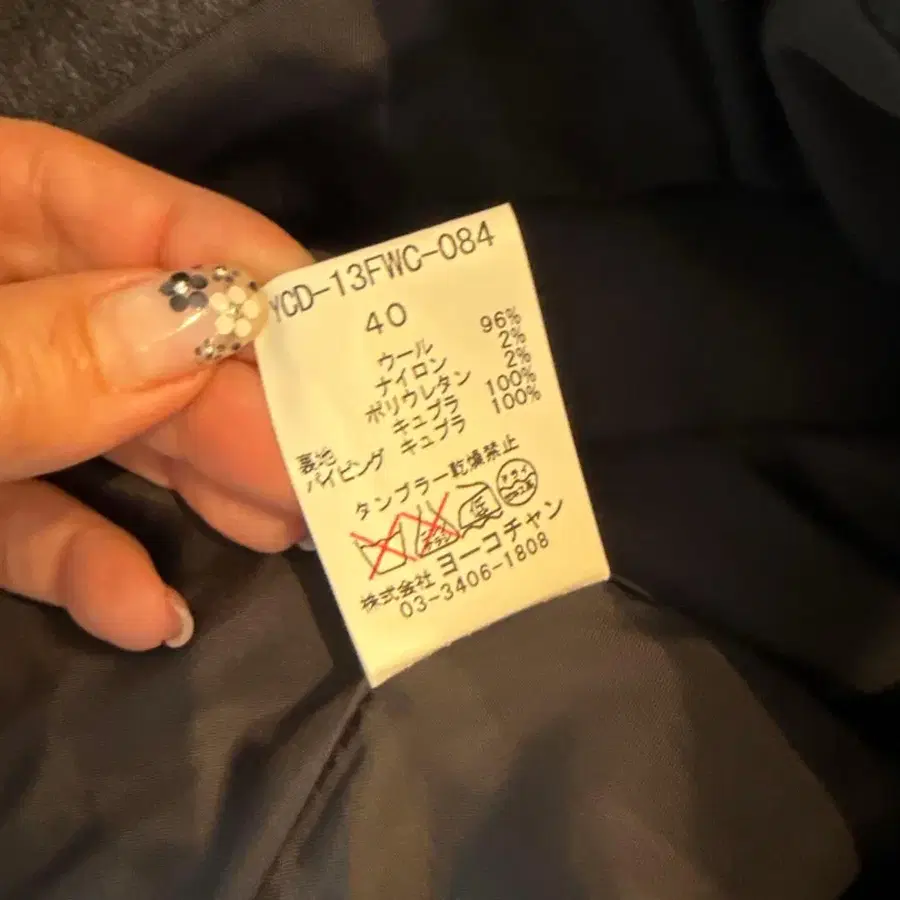 YCD-13FWC-084
40
ウール 96%
ナイロン 2%
ポリウレタン 2%
裏地 キュプラ 100%
パイピング キュプラ 100%
タンブラー乾燥禁止
低
株式会社 ヨーコチャン
03-3406-1808